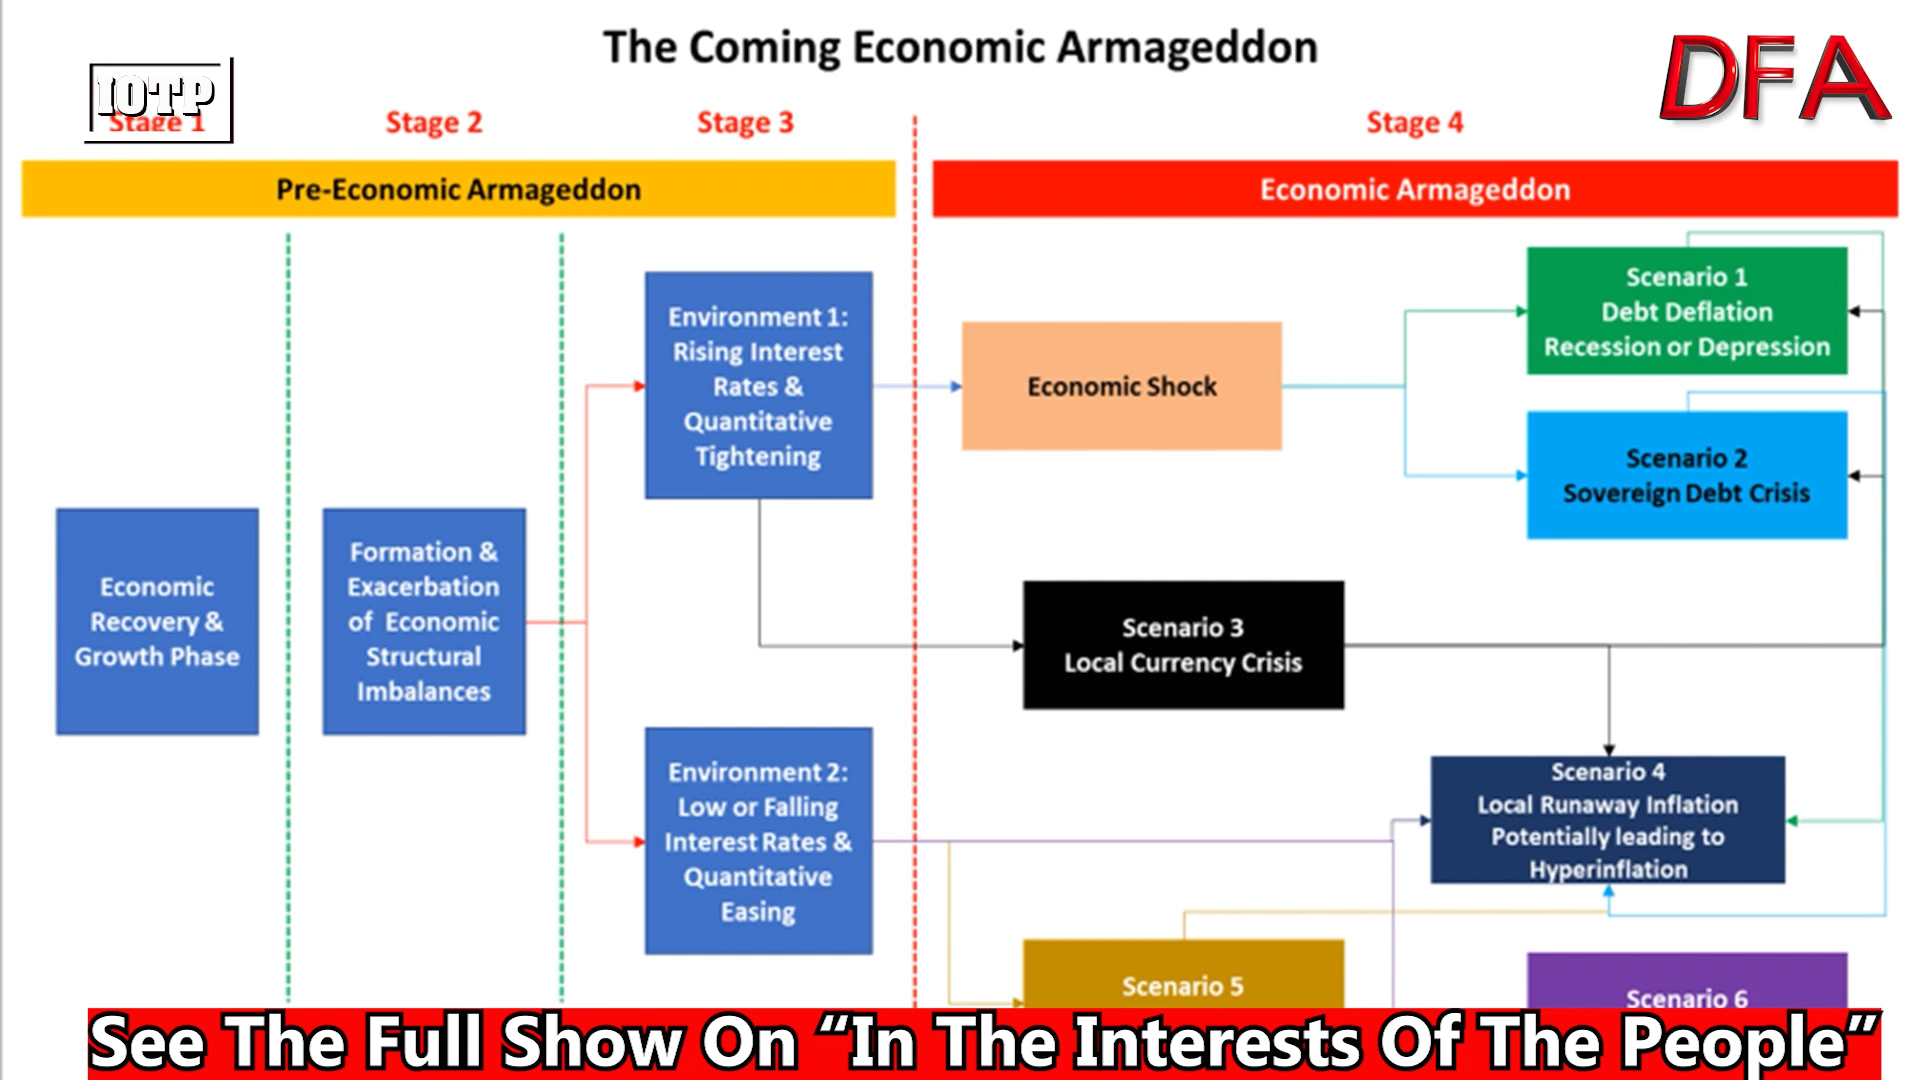 The Coming Economic Armageddon
IOTP
DFA
Stage 1
Stage 2
Stage 3
Stage 4
Pre-Economic Armageddon
Economic Armageddon
Economic
Recovery &
Growth Phase
Formation &
Exacerbation
of Economic
Structural
Imbalances
Environment 1:
Rising Interest
Rates &
Quantitative
Tightening
Environment 2:
Low or Falling
Interest Rates &
Quantitative
Easing
Economic Shock
Scenario 1
Debt Deflation
Recession or Depression
Scenario 2
Sovereign Debt Crisis
Scenario 3
Local Currency Crisis
Scenario 4
Local Runaway Inflation
Potentially leading to
Hyperinflation
Scenario 5
Scenario 6
See The Full Show On “In The Interests Of The People”